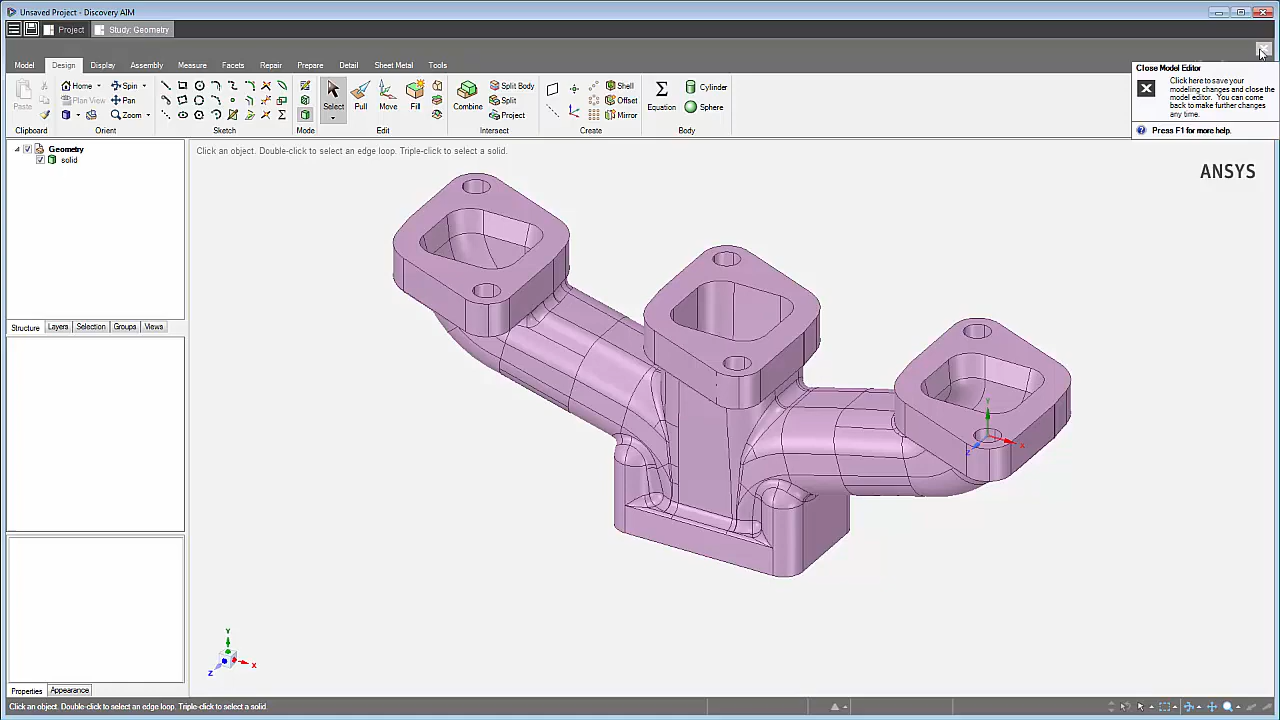 Unsaved Project - Discovery AIM
Project
Study: Geometry
Model Design Display Assembly Measure Facets Repair Prepare Detail Sheet Metal Tools
Close Model Editor
Click here to save your
modeling changes and close the
model editor. You can come
back to make further changes
any time.
Press F1 for more help.
Paste
Home
Spin
Plan View
Pan
Zoom
Select
Pull
Move
Fill
Combine
Split Body
Split
Project
Shell
Offset
Mirror
Equation
Cylinder
Sphere
Clipboard Orient Sketch Mode Edit Intersect Create Body
Geometry
solid
Click an object. Double-click to select an edge loop. Triple-click to select a solid.
ANSYS
Structure Layers Selection Groups Views
Y
X
Z
Y
X
Z
Properties Appearance
Click an object. Double-click to select an edge loop. Triple-click to select a solid.